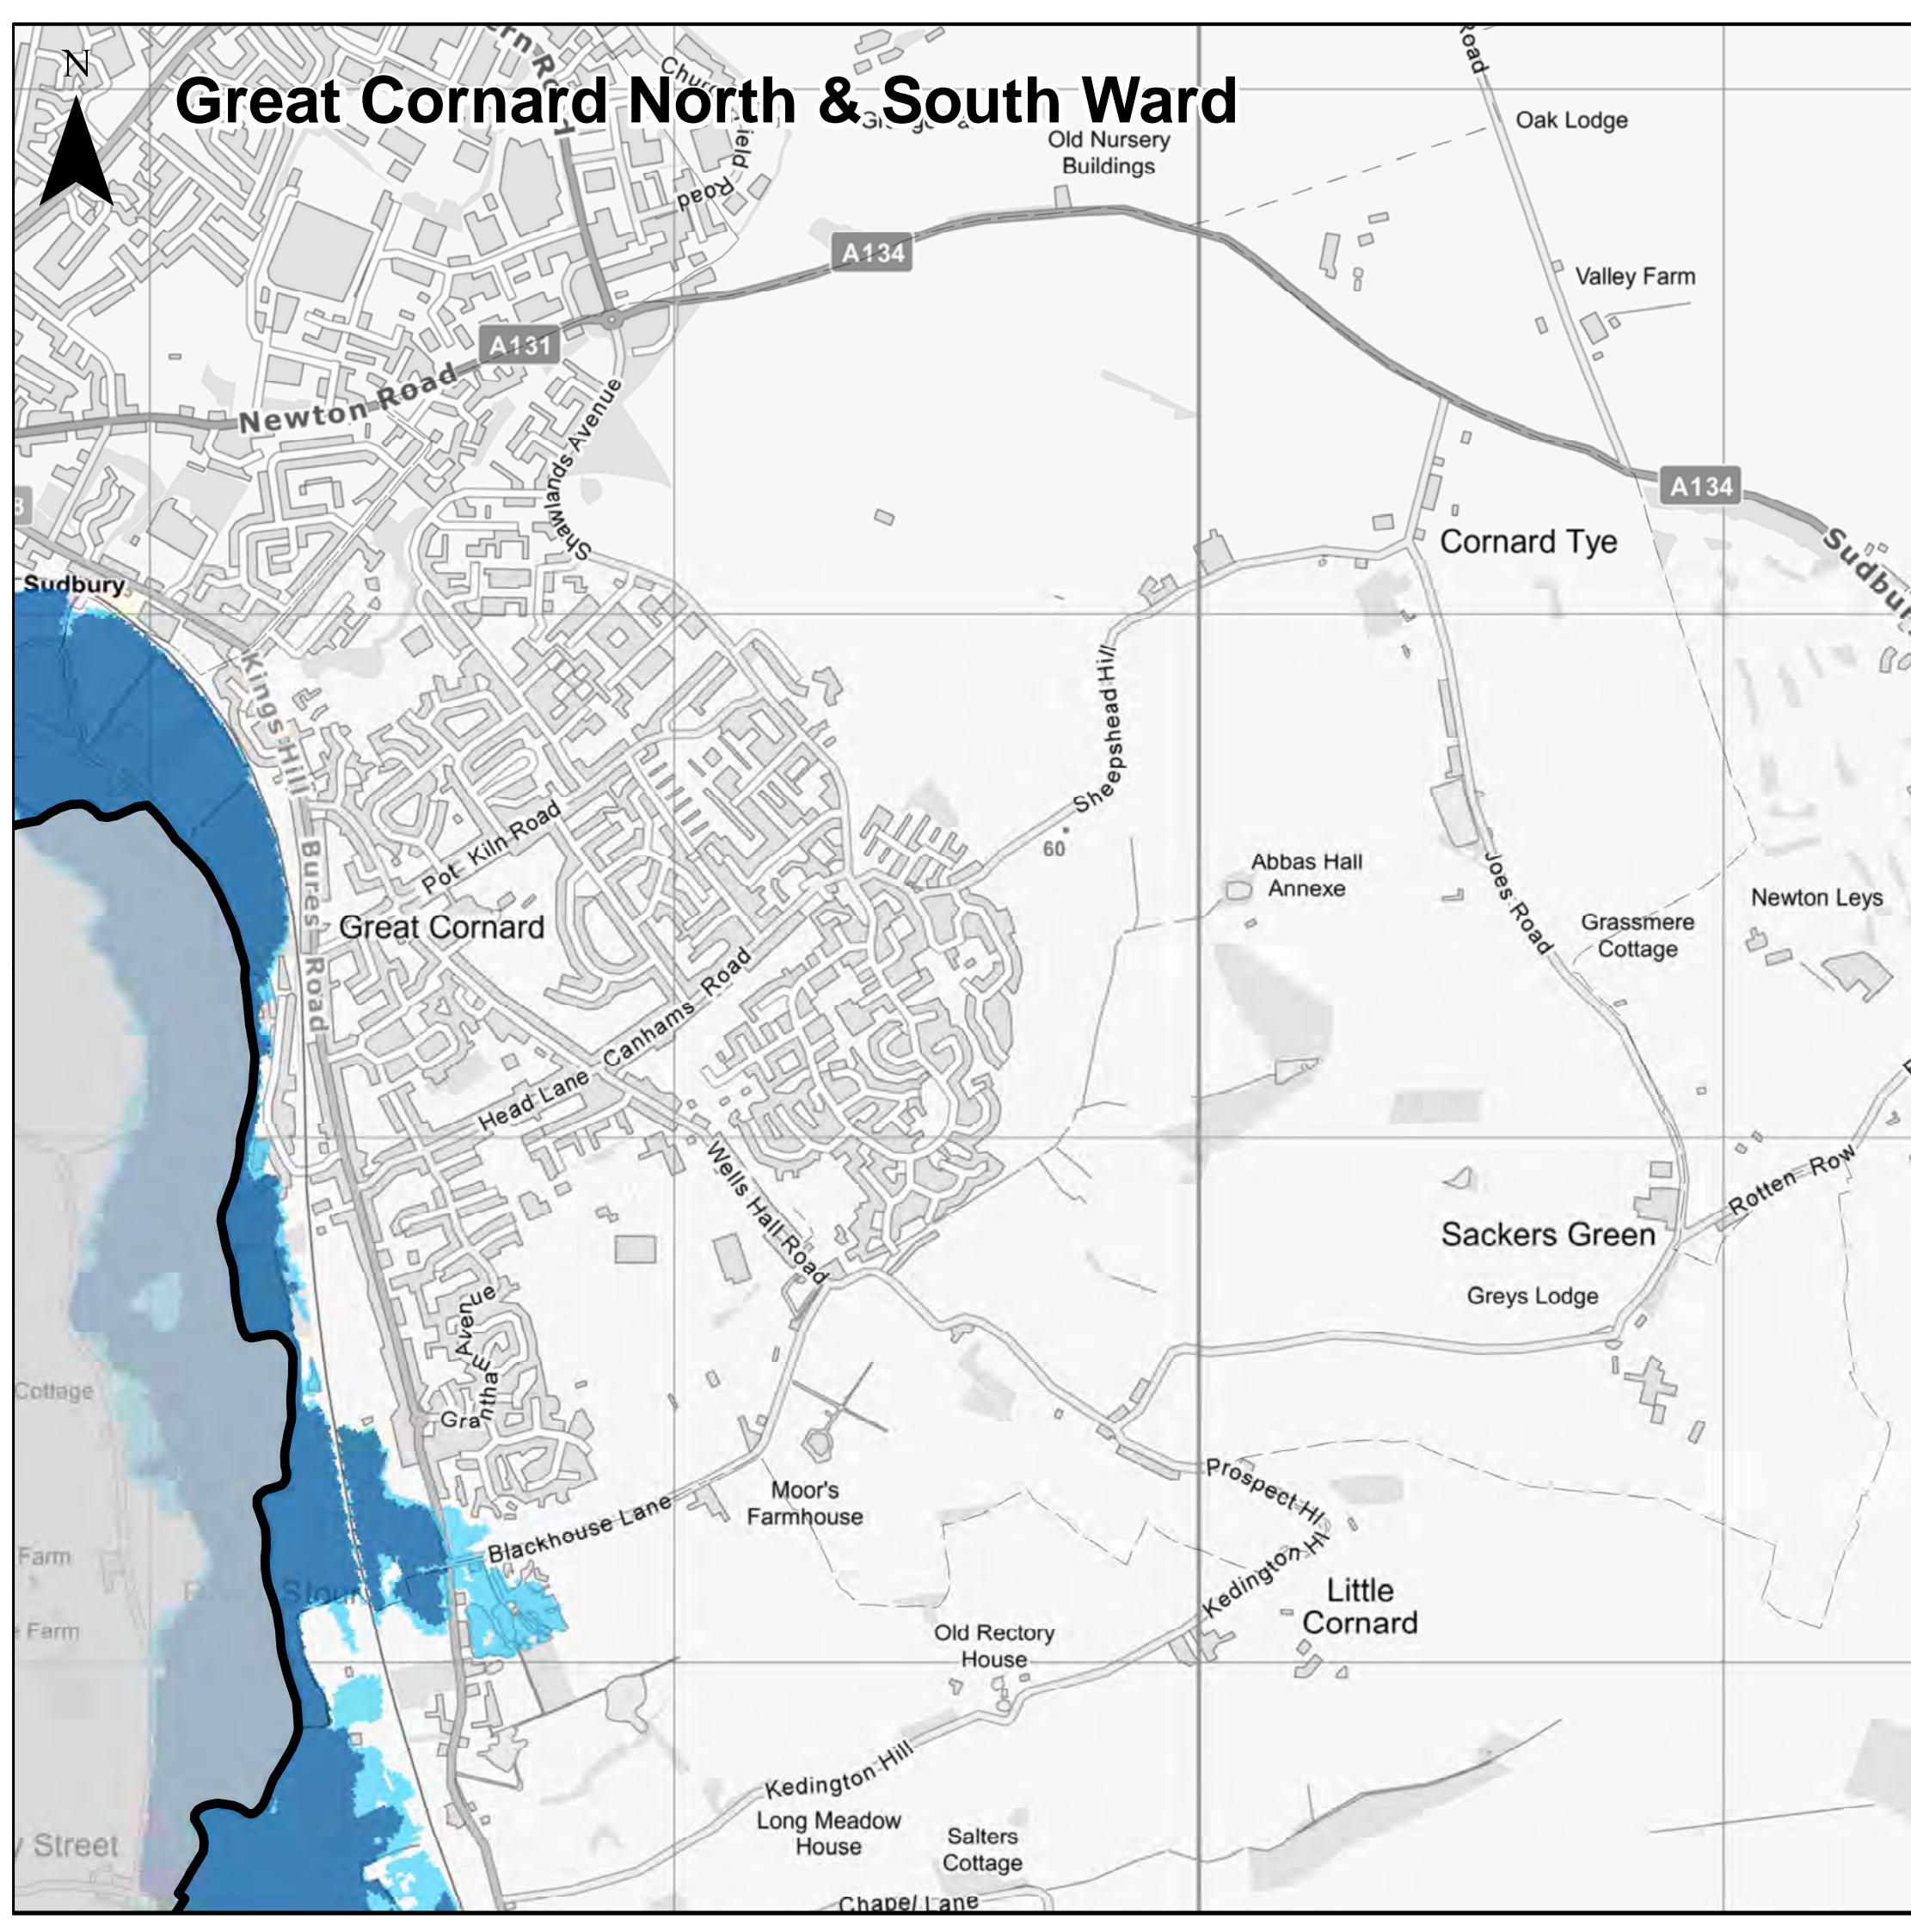 N
Great Cornard North & South Ward
Road
Oak Lodge
Old Nursery
Buildings
Road
A134
Valley Farm
A131
Newton Road
Shawlands Avenue
A134
Cornard Tye
Sudbury
Kings Hill
Sheepshead Hill
60
Pot Kiln Road
Bures Road
Great Cornard
Abbas Hall
Annexe
Joes Road
Newton Leys
Grassmere
Cottage
Canhams Road
Head Lane
Wells Hall Road
Rotten Row
Sackers Green
Greys Lodge
Cottage
Grantham Avenue
Moor's
Farmhouse
Prospect Hl
Blackhouse Lane
Kedington Hl
Farm
Stour
Little
Cornard
Farm
Old Rectory
House
Kedington Hill
Long Meadow
House
Salters
Cottage
Street
Chapel Lane